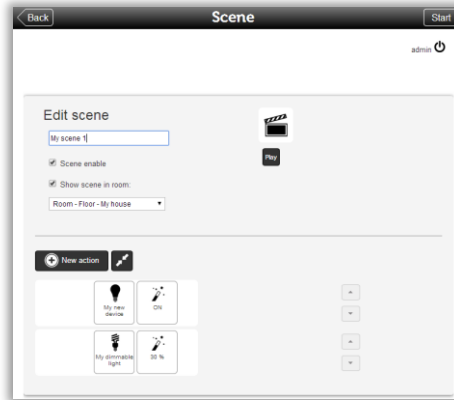 Back
Scene
Start
admin
Edit scene
My scene 1
Play
Scene enable
Show scene in room:
Room - Floor - My house
New action
My new
device
ON
My dimmable
light
30 %